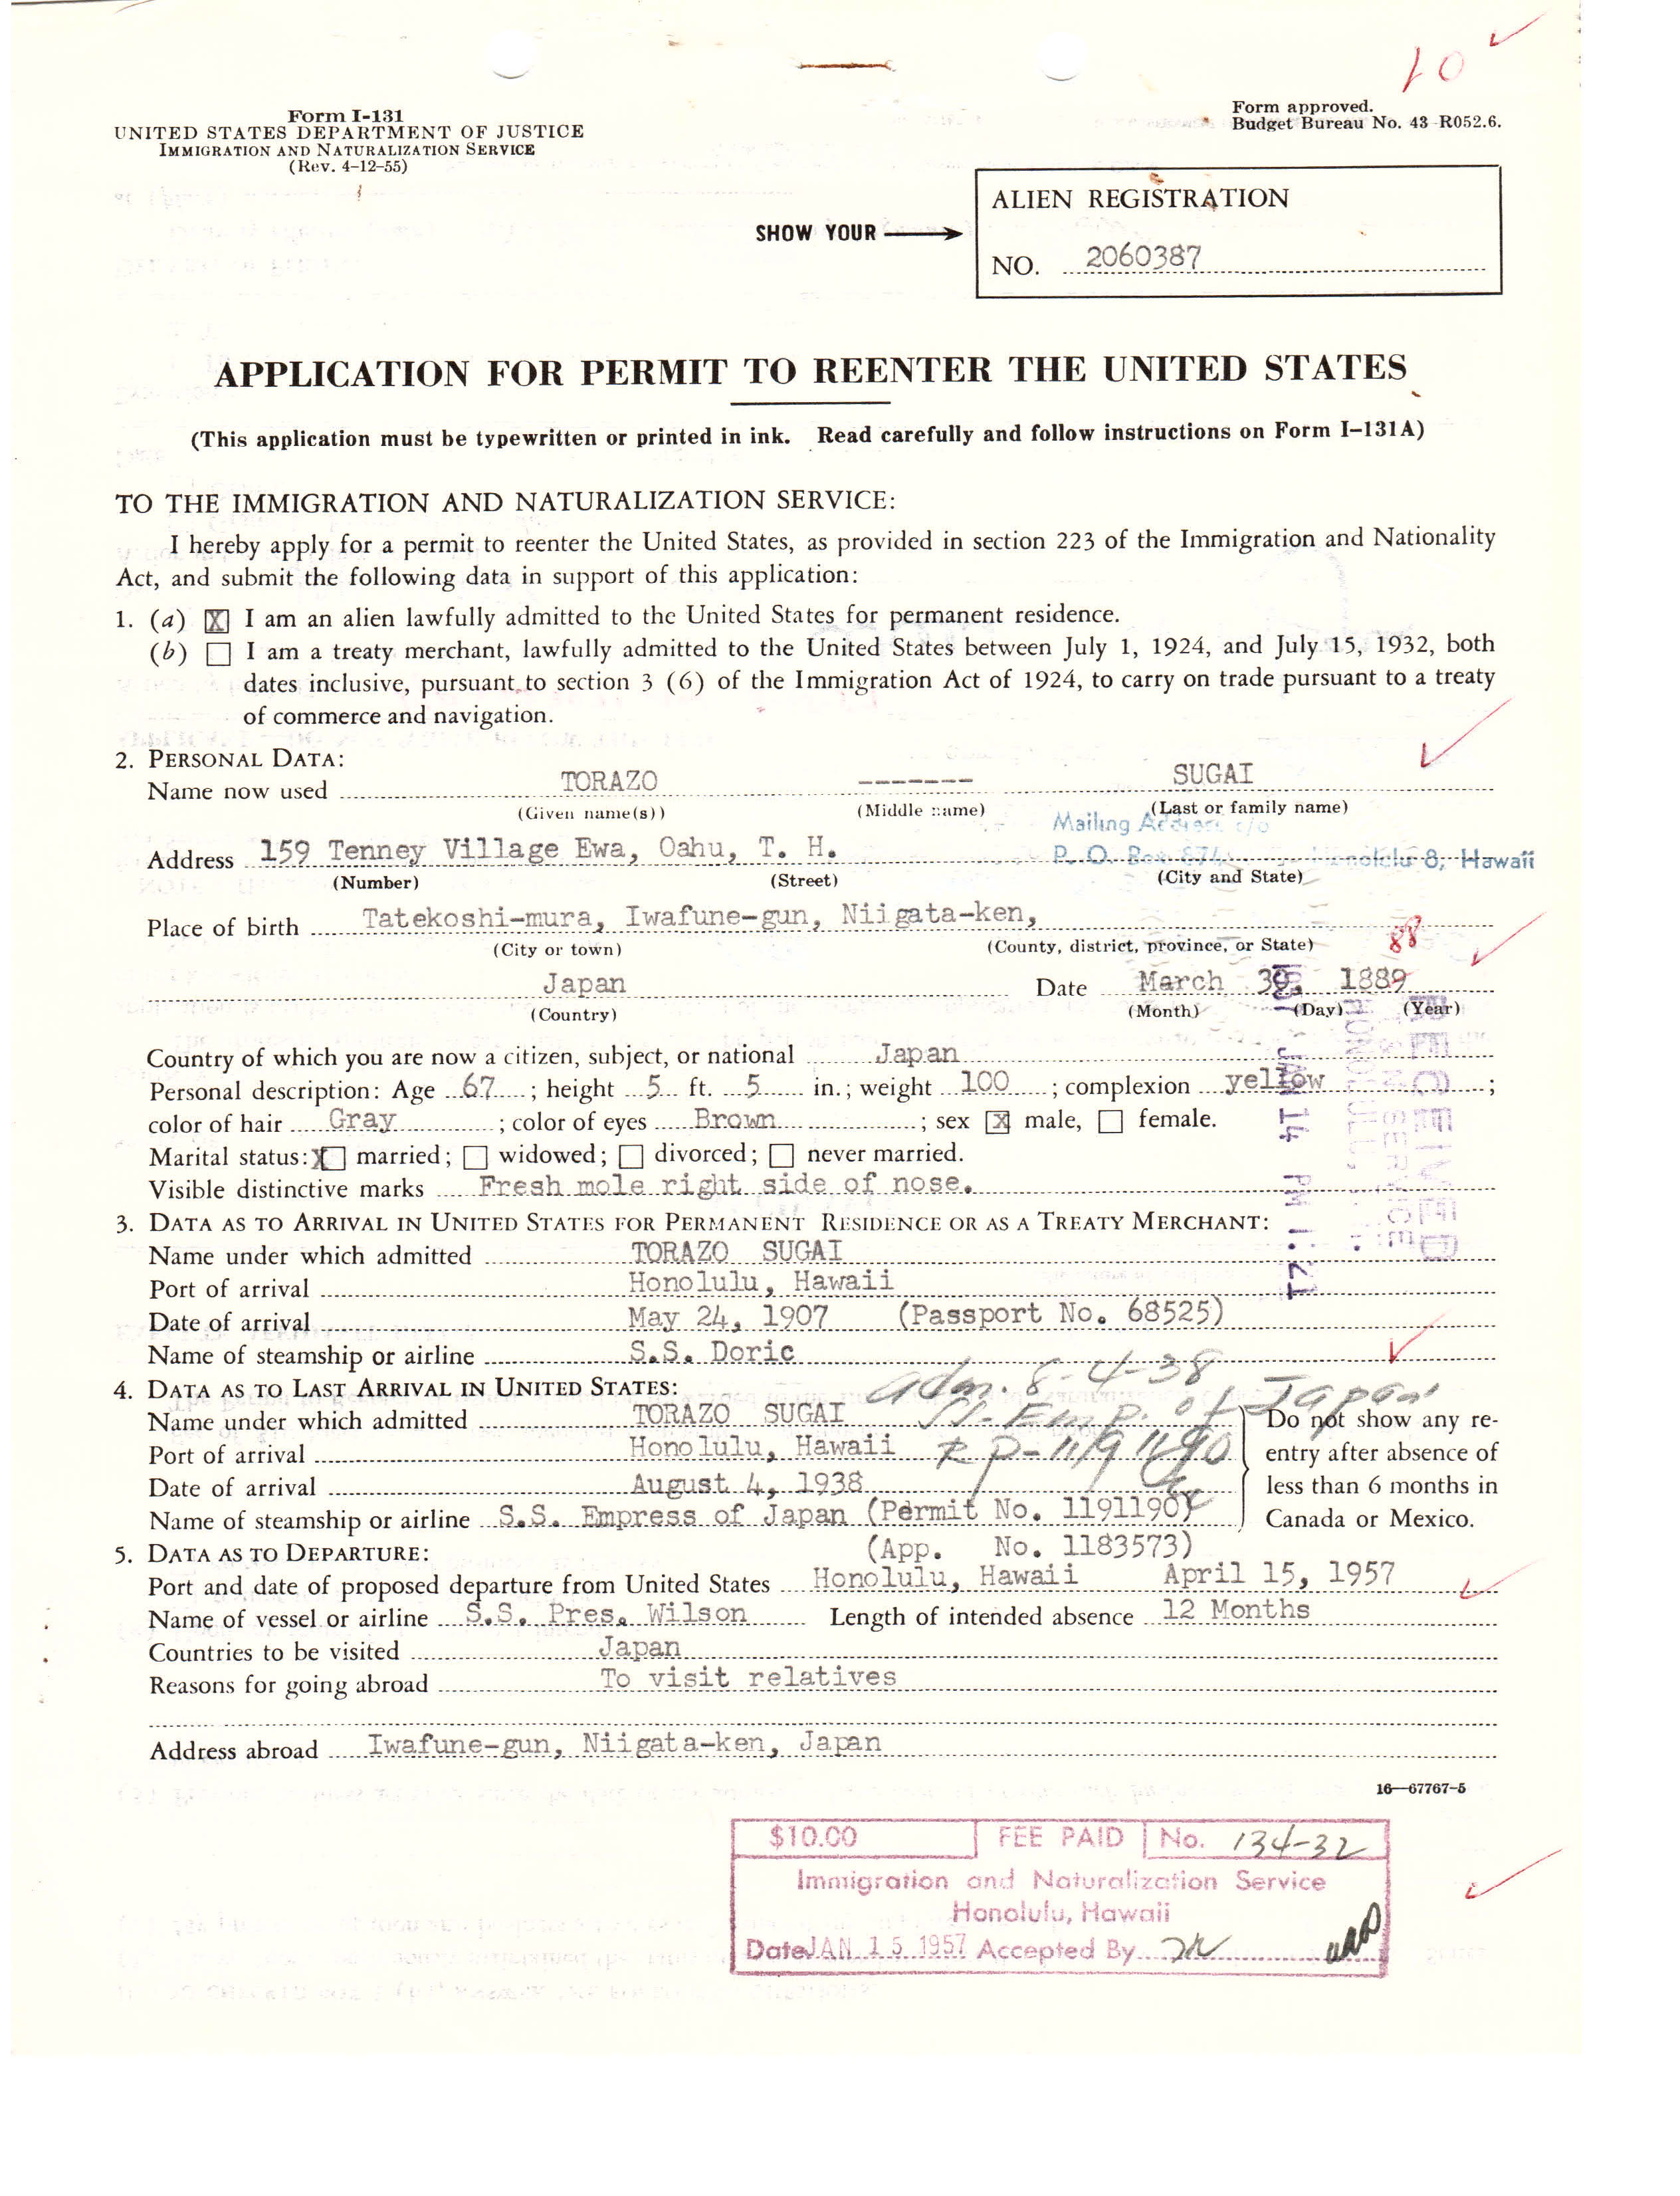 10
Form I-131
UNITED STATES DEPARTMENT OF JUSTICE
IMMIGRATION AND NATURALIZATION SERVICE
(Rev. 4-12-55)
Form approved.
Budget Bureau No. 43-R052.6.
SHOW YOUR
ALIEN REGISTRATION
NO. 2060387
APPLICATION FOR PERMIT TO REENTER THE UNITED STATES
(This application must be typewritten or printed in ink. Read carefully and follow instructions on Form I-131A)
TO THE IMMIGRATION AND NATURALIZATION SERVICE:
I hereby apply for a permit to reenter the United States, as provided in section 223 of the Immigration and Nationality
Act, and submit the following data in support of this application:
1. (a) X I am an alien lawfully admitted to the United States for permanent residence.
(b) I am a treaty merchant, lawfully admitted to the United States between July 1, 1924, and July 15, 1932, both
dates inclusive, pursuant to section 3 (6) of the Immigration Act of 1924, to carry on trade pursuant to a treaty
of commerce and navigation.
2. PERSONAL DATA:
Name now used TORAZO ------- SUGAI
(Given name(s)) (Middle name) (Last or family name)
Mailing Address c/o
Address 159 Tenney Village Ewa, Oahu, T. H. P. O. Box Honolulu 8, Hawaii
(Number) (Street) (City and State)
Place of birth Tatekoshi-mura, Iwafune-gun, Niigata-ken,
(City or town) (County, district, province, or State) 88
Japan Date March 30, 1889
(Country) (Month) (Day) (Year)
Country of which you are now a citizen, subject, or national Japan
Personal description: Age 67; height 5 ft. 5 in.; weight 100; complexion yellow;
color of hair Gray; color of eyes Brown; sex X male, female.
Marital status: X married; widowed; divorced; never married.
Visible distinctive marks Fresh mole right side of nose.
RECEIVED
JAN 14 PM 1:21
3. DATA AS TO ARRIVAL IN UNITED STATES FOR PERMANENT RESIDENCE OR AS A TREATY MERCHANT:
Name under which admitted TORAZO SUGAI
Port of arrival Honolulu, Hawaii
Date of arrival May 24, 1907 (Passport No. 68525)
Name of steamship or airline S.S. Doric
adm. 8-4-38
4. DATA AS TO LAST ARRIVAL IN UNITED STATES: Emp. of Japan
Name under which admitted TORAZO SUGAI Do not show any re-
Port of arrival Honolulu, Hawaii RP-1191190 entry after absence of
Date of arrival August 4, 1938 less than 6 months in
Name of steamship or airline S.S. Empress of Japan (Permit No. 1191190) Canada or Mexico.
5. DATA AS TO DEPARTURE: (App. No. 1183573)
Port and date of proposed departure from United States Honolulu, Hawaii April 15, 1957
Name of vessel or airline S.S. Pres. Wilson Length of intended absence 12 Months
Countries to be visited Japan
Reasons for going abroad To visit relatives
Address abroad Iwafune-gun, Niigata-ken, Japan
16—67767-5
$10.00 FEE PAID No. 134-32
Immigration and Naturalization Service
Honolulu, Hawaii
Date JAN 15 1957 Accepted By